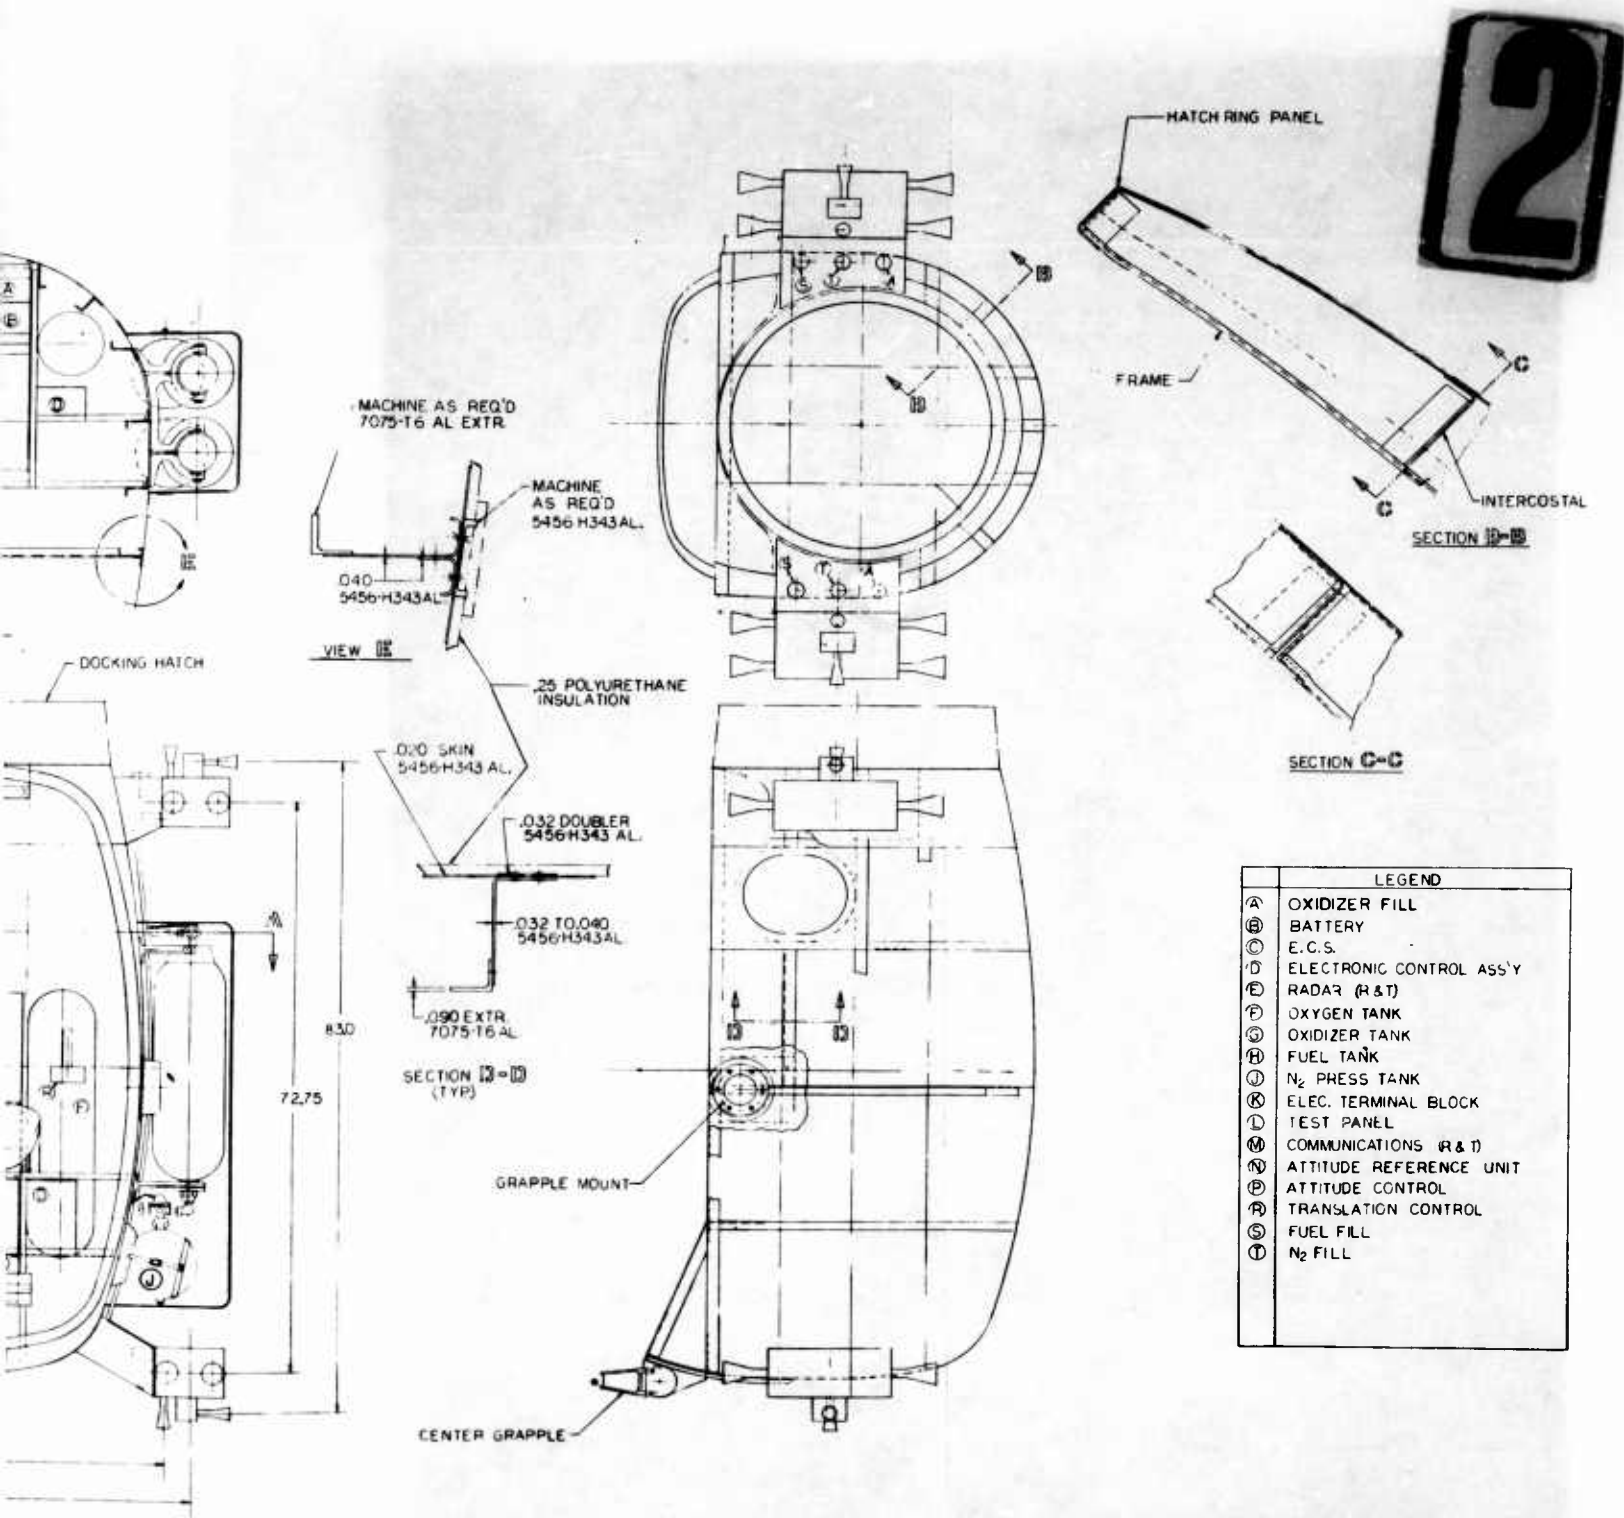 2
HATCH RING PANEL
B
A
B
S
T
A
FRAME
C
D
B
MACHINE AS REQ'D
7075-T6 AL EXTR.
MACHINE
AS REQ'D
5456 H343 AL.
INTERCOSTAL
C
SECTION B-B
E
.040
5456-H343 AL
S
T
A
VIEW E
DOCKING HATCH
.25 POLYURETHANE
INSULATION
.020 SKIN
5456-H343 AL.
SECTION C-C
.032 DOUBLER
5456-H343 AL.
A
.032 TO .040
5456-H343 AL
.090 EXTR.
7075-T6 AL
D D
83.0
72.75
SECTION D-D
(TYP)
F
GRAPPLE MOUNT
J
CENTER GRAPPLE
LEGEND
A OXIDIZER FILL
B BATTERY
C E.C.S.
D ELECTRONIC CONTROL ASS'Y
E RADAR (R & T)
F OXYGEN TANK
G OXIDIZER TANK
H FUEL TANK
J N₂ PRESS TANK
K ELEC. TERMINAL BLOCK
L TEST PANEL
M COMMUNICATIONS (R & T)
N ATTITUDE REFERENCE UNIT
P ATTITUDE CONTROL
R TRANSLATION CONTROL
S FUEL FILL
T N₂ FILL